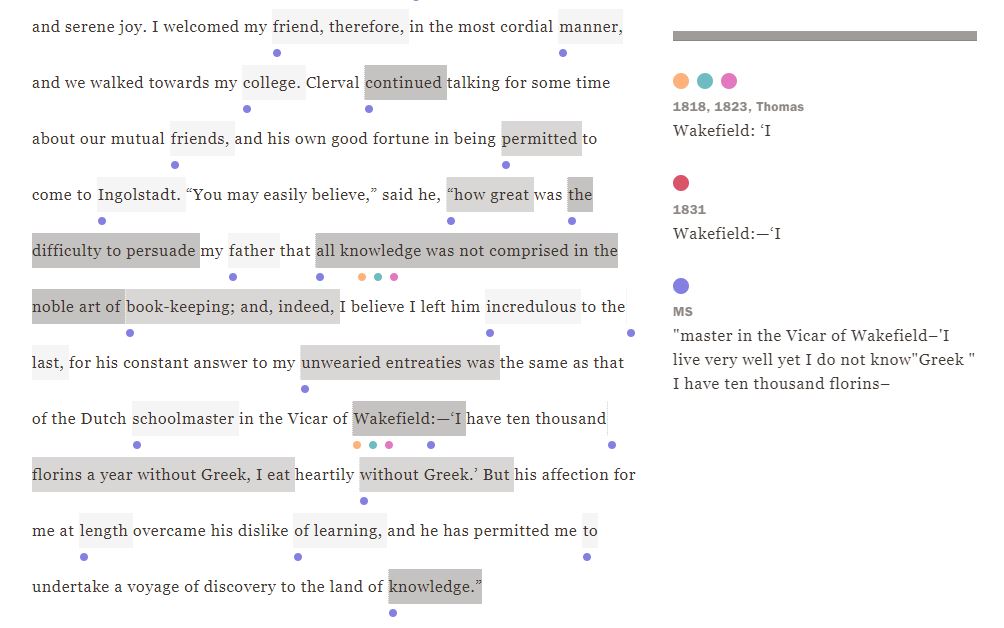 and serene joy. I welcomed my friend, therefore, in the most cordial manner,
and we walked towards my college. Clerval continued talking for some time
about our mutual friends, and his own good fortune in being permitted to
come to Ingolstadt. “You may easily believe,” said he, “how great was the
difficulty to persuade my father that all knowledge was not comprised in the
noble art of book-keeping; and, indeed, I believe I left him incredulous to the
last, for his constant answer to my unwearied entreaties was the same as that
of the Dutch schoolmaster in the Vicar of Wakefield:—‘I have ten thousand
florins a year without Greek, I eat heartily without Greek.’ But his affection for
me at length overcame his dislike of learning, and he has permitted me to
undertake a voyage of discovery to the land of knowledge.”
1818, 1823, Thomas
Wakefield: ‘I
1831
Wakefield:—‘I
MS
"master in the Vicar of Wakefield–'I
live very well yet I do not know"Greek "
I have ten thousand florins–